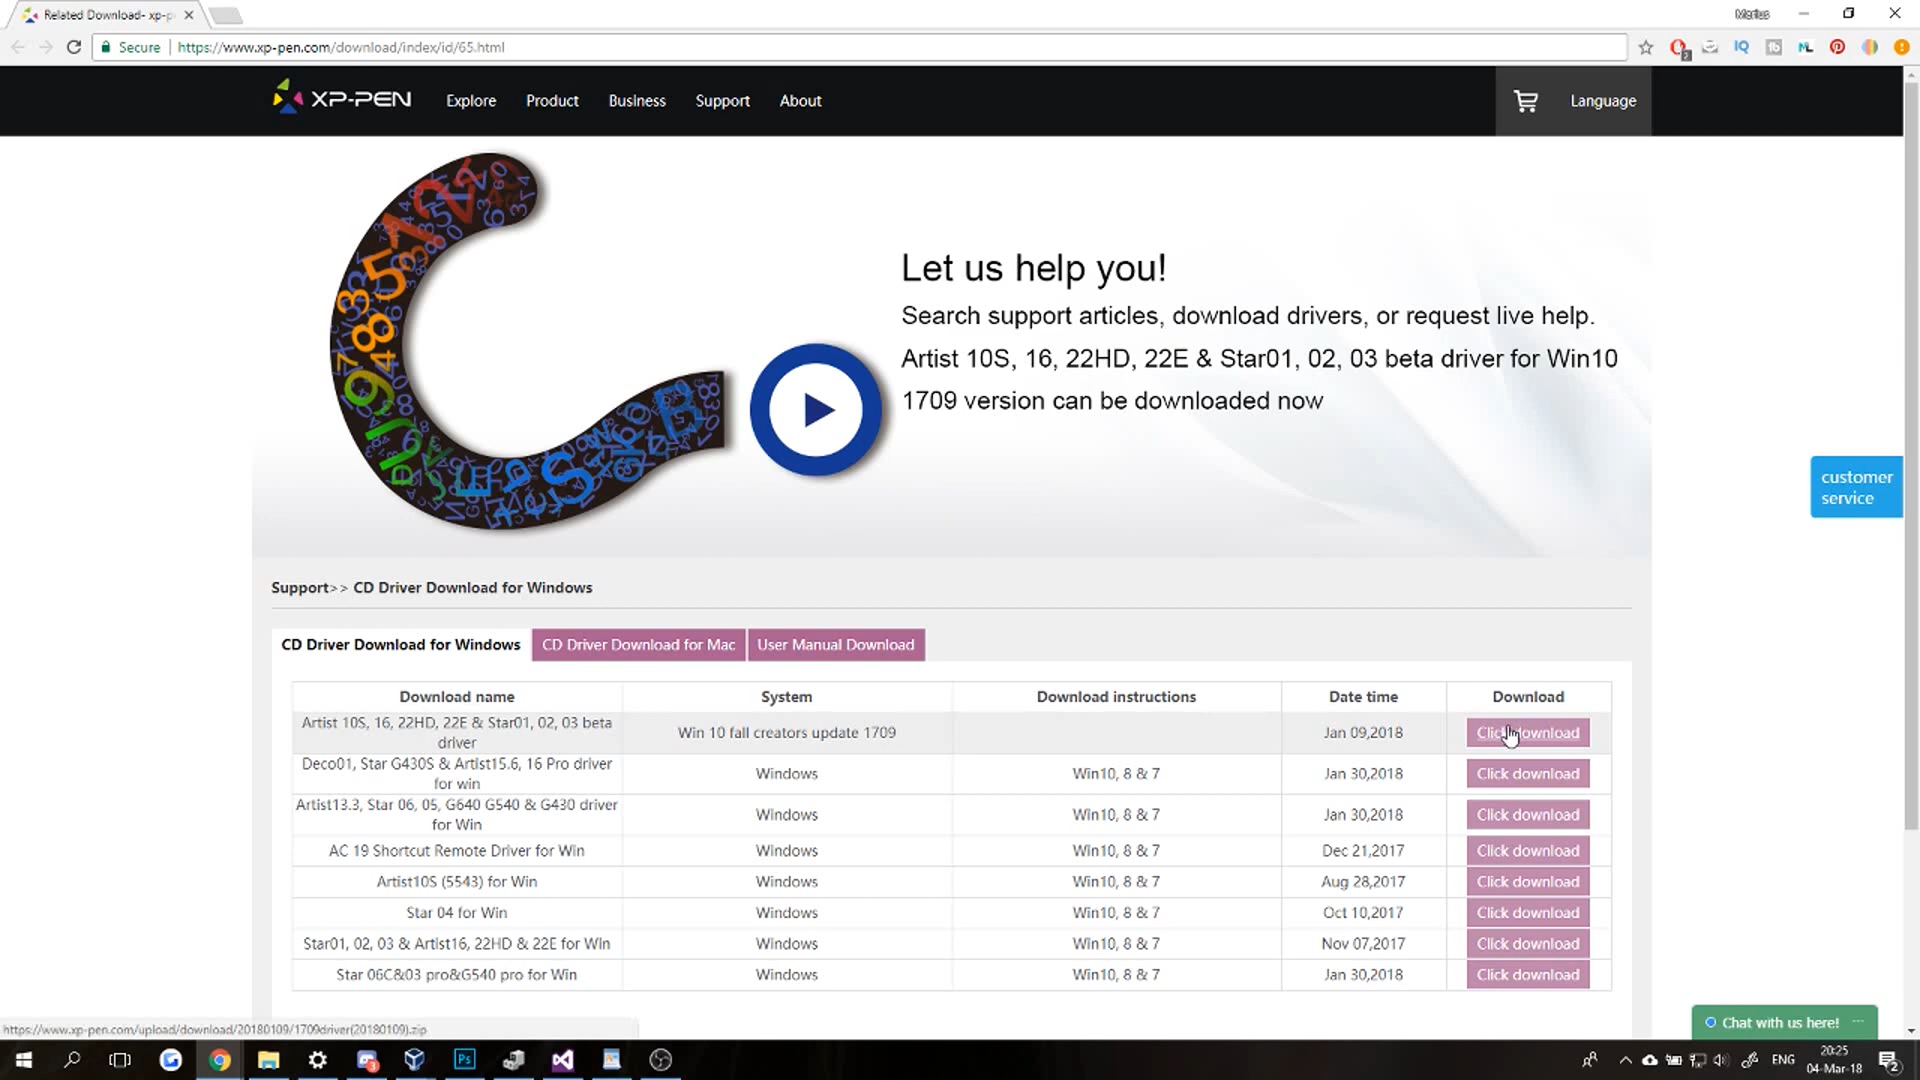 Related Download- xp-p
Marius
Secure
https://www.xp-pen.com/download/index/id/65.html
XP-PEN
Explore
Product
Business
Support
About
Language
Let us help you!
Search support articles, download drivers, or request live help.
Artist 10S, 16, 22HD, 22E & Star01, 02, 03 beta driver for Win10
1709 version can be downloaded now
customer
service
Support>> CD Driver Download for Windows
CD Driver Download for Windows
CD Driver Download for Mac
User Manual Download
Download name System Download instructions Date time Download
Artist 10S, 16, 22HD, 22E & Star01, 02, 03 beta
driver
Win 10 fall creators update 1709 Jan 09,2018 Click download
Deco01, Star G430S & Artist15.6, 16 Pro driver
for win
Windows Win10, 8 & 7 Jan 30,2018 Click download
Artist13.3, Star 06, 05, G640 G540 & G430 driver
for Win
Windows Win10, 8 & 7 Jan 30,2018 Click download
AC 19 Shortcut Remote Driver for Win Windows Win10, 8 & 7 Dec 21,2017 Click download
Artist10S (5543) for Win Windows Win10, 8 & 7 Aug 28,2017 Click download
Star 04 for Win Windows Win10, 8 & 7 Oct 10,2017 Click download
Star01, 02, 03 & Artist16, 22HD & 22E for Win Windows Win10, 8 & 7 Nov 07,2017 Click download
Star 06C&03 pro&G540 pro for Win Windows Win10, 8 & 7 Jan 30,2018 Click download
Chat with us here!
https://www.xp-pen.com/upload/download/20180109/1709driver(20180109).zip
Ps
ENG
20:25
04-Mar-18